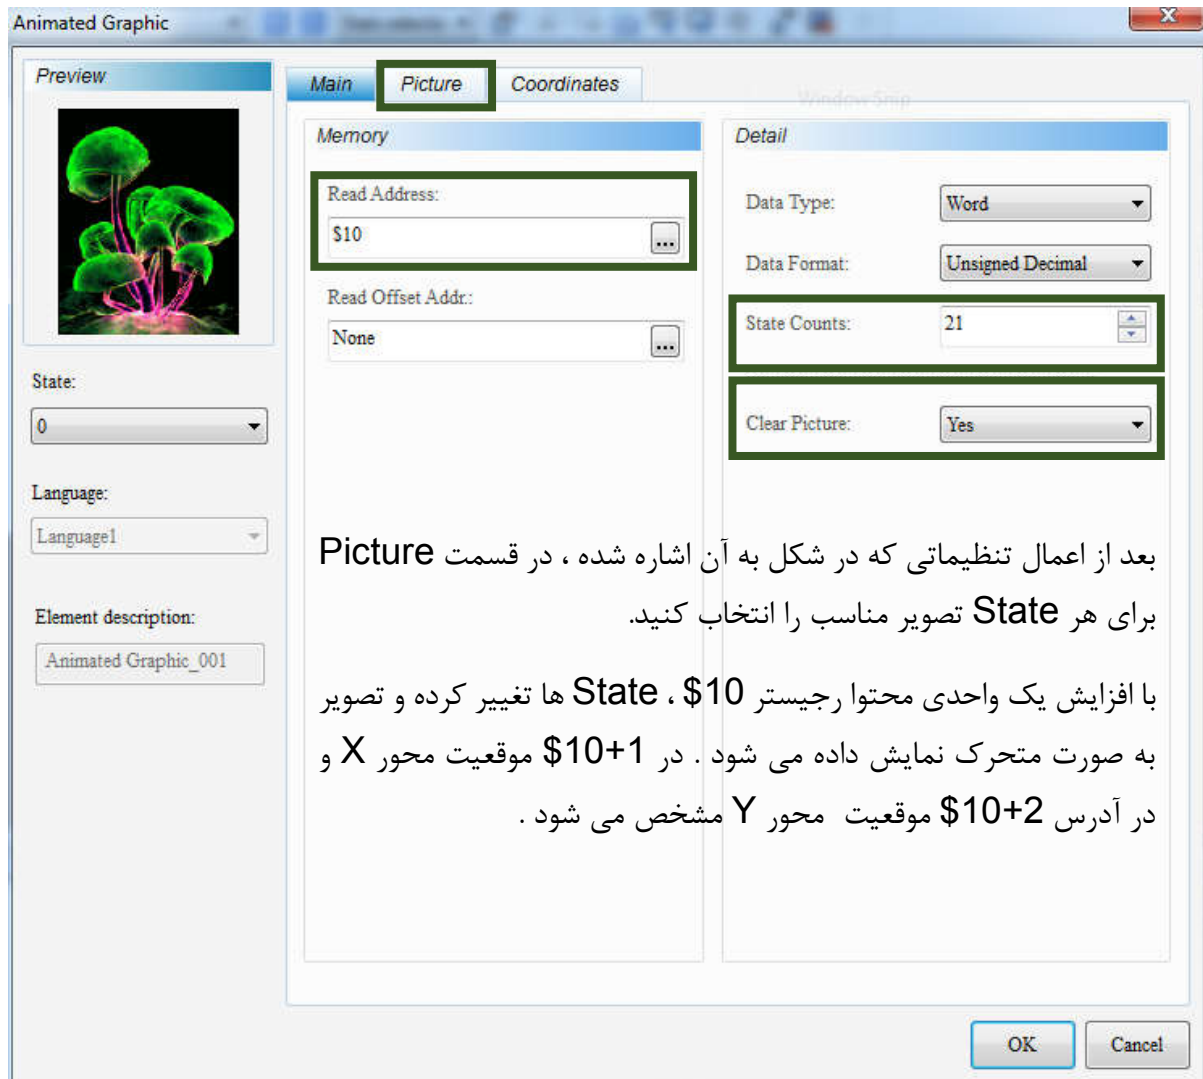 Animated Graphic
Preview
State:
0
Language:
Language1
Element description:
Animated Graphic_001
Main
Picture
Coordinates
Window Snip
Memory
Read Address:
$10
...
Read Offset Addr.:
None
...
Detail
Data Type:
Word
Data Format:
Unsigned Decimal
State Counts:
21
Clear Picture:
Yes
بعد از اعمال تنظیماتی که در شکل به آن اشاره شده ، در قسمت Picture
برای هر State تصویر مناسب را انتخاب کنید.
با افزایش یک واحدی محتوا رجیستر $10 ، State ها تغییر کرده و تصویر
به صورت متحرک نمایش داده می شود . در $10+1 موقعیت محور X و
در آدرس $10+2 موقعیت محور Y مشخص می شود .
OK
Cancel